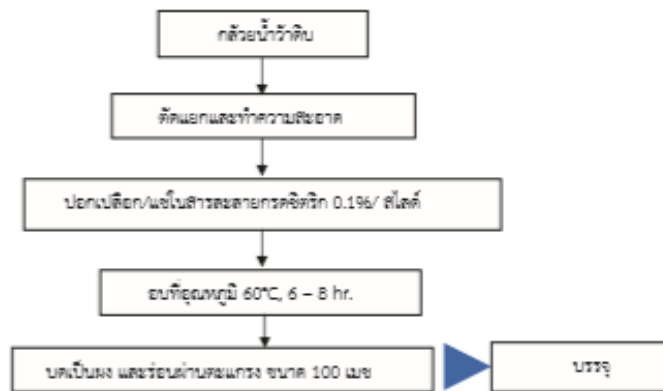 กล้วยน้ำว้าดิบ
คัดแยกและทำความสะอาด
ปอกเปลือก/แช่ในสารละลายกรดซิตริก 0.1%/ สไลด์
อบที่อุณหภูมิ 60°C, 6 – 8 hr.
บดเป็นผง และร่อนผ่านตะแกรง ขนาด 100 เมช
บรรจุ